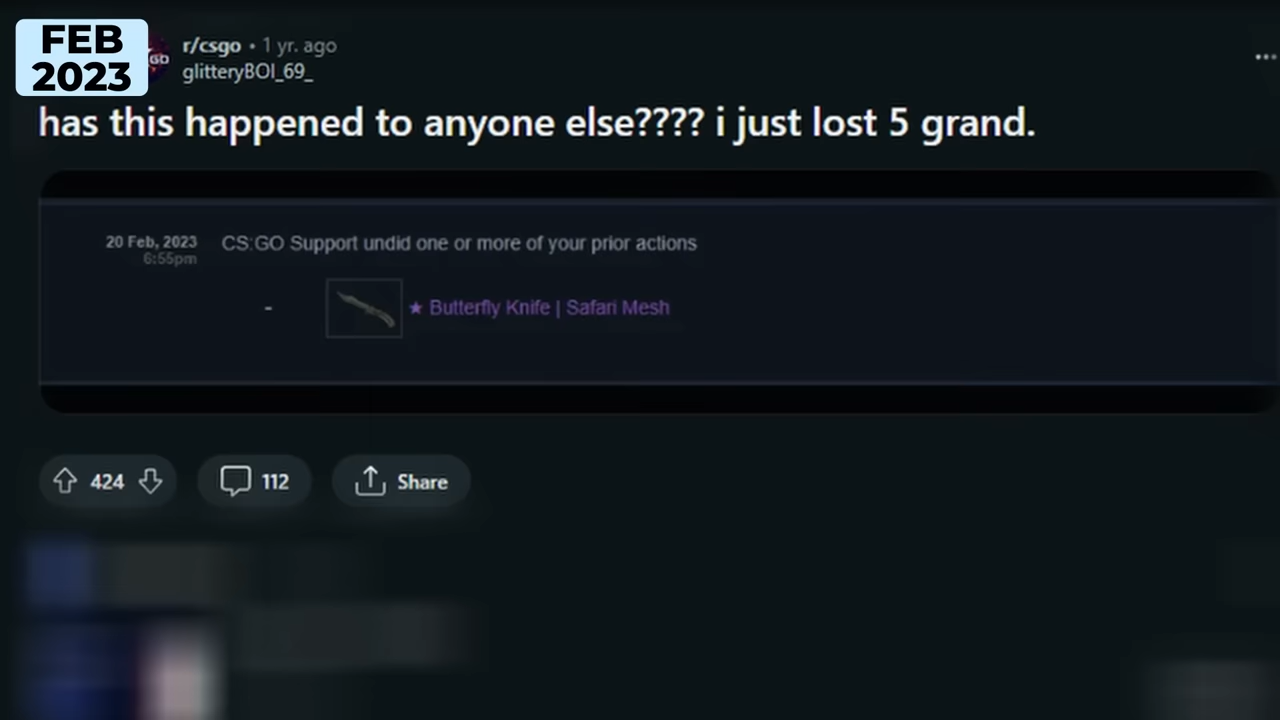 FEB
2023
GO
r/csgo • 1 yr. ago
glitteryBOI_69_
has this happened to anyone else???? i just lost 5 grand.
20 Feb, 2023 CS:GO Support undid one or more of your prior actions
6:55pm
- ★ Butterfly Knife | Safari Mesh
424 112 Share